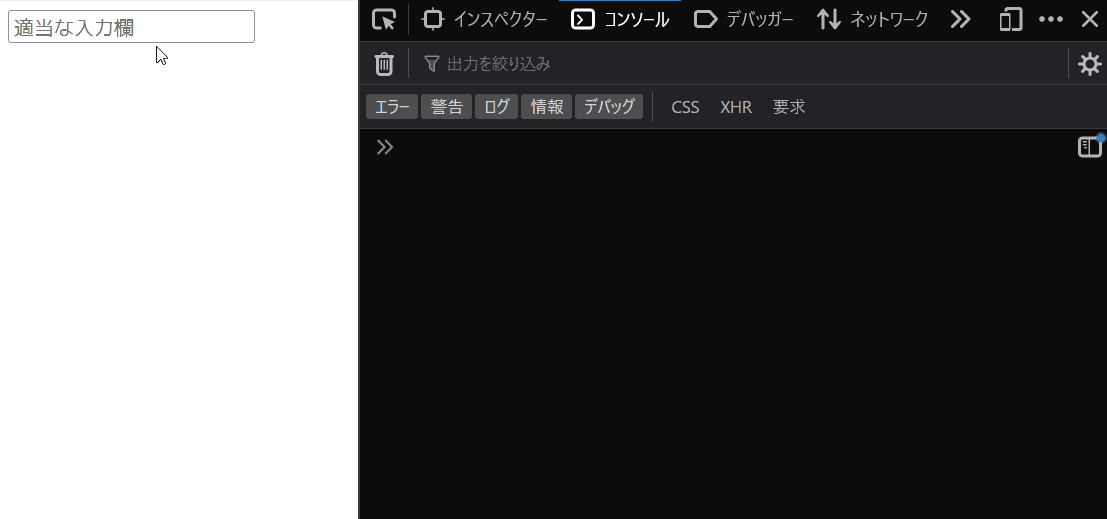 適当な入力欄
インスペクター コンソール デバッガー ネットワーク
出力を絞り込み
エラー 警告 ログ 情報 デバッグ CSS XHR 要求